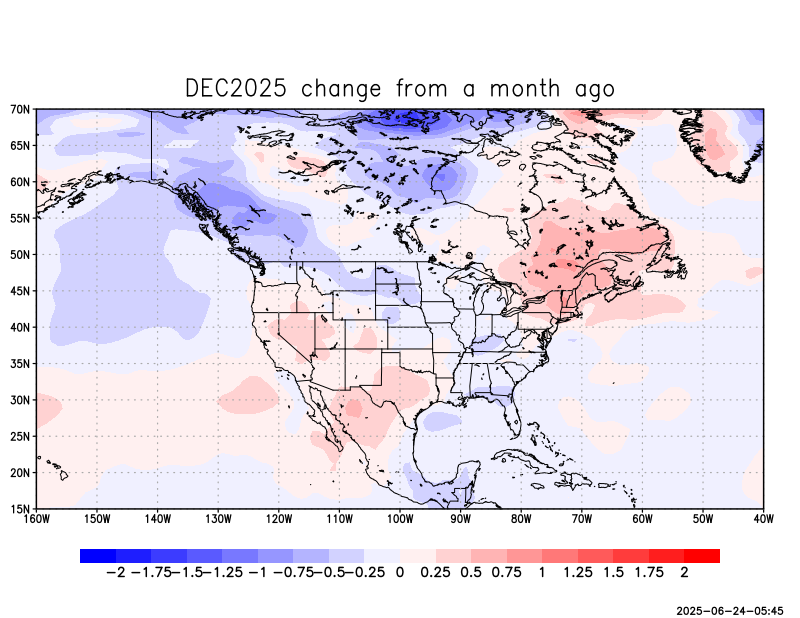 DEC2025 change from a month ago
70N
65N
60N
55N
50N
45N
40N
35N
30N
25N
20N
15N
160W 150W 140W 130W 120W 110W 100W 90W 80W 70W 60W 50W 40W
−2 −1.75 −1.5 −1.25 −1 −0.75 −0.5 −0.25 0 0.25 0.5 0.75 1 1.25 1.5 1.75 2
2025−06−24−05:45